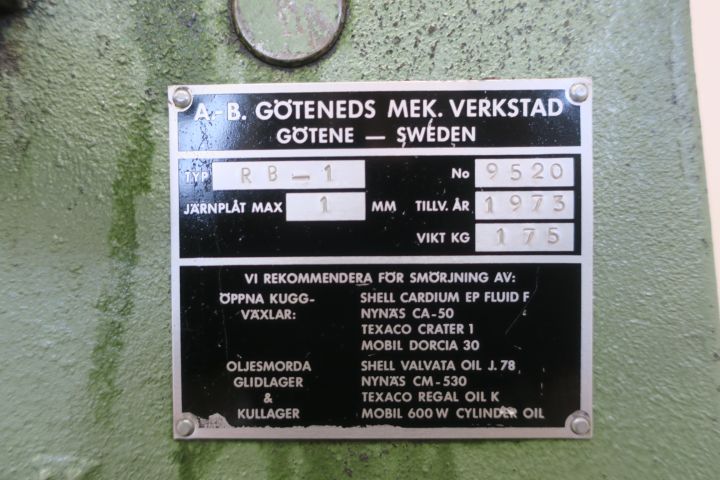 A.-B. GÖTENEDS MEK. VERKSTAD
GÖTENE — SWEDEN
TYP RB-1 No 9520
JÄRNPLÅT MAX 1 MM TILLV. ÅR 1973
VIKT KG 175
VI REKOMMENDERA FÖR SMÖRJNING AV:
ÖPPNA KUGG- SHELL CARDIUM EP FLUID F
VÄXLAR: NYNÄS CA-50
TEXACO CRATER 1
MOBIL DORCIA 30
OLJESMORDA SHELL VALVATA OIL J.78
GLIDLAGER NYNÄS CM-530
& TEXACO REGAL OIL K
KULLAGER MOBIL 600 W CYLINDER OIL